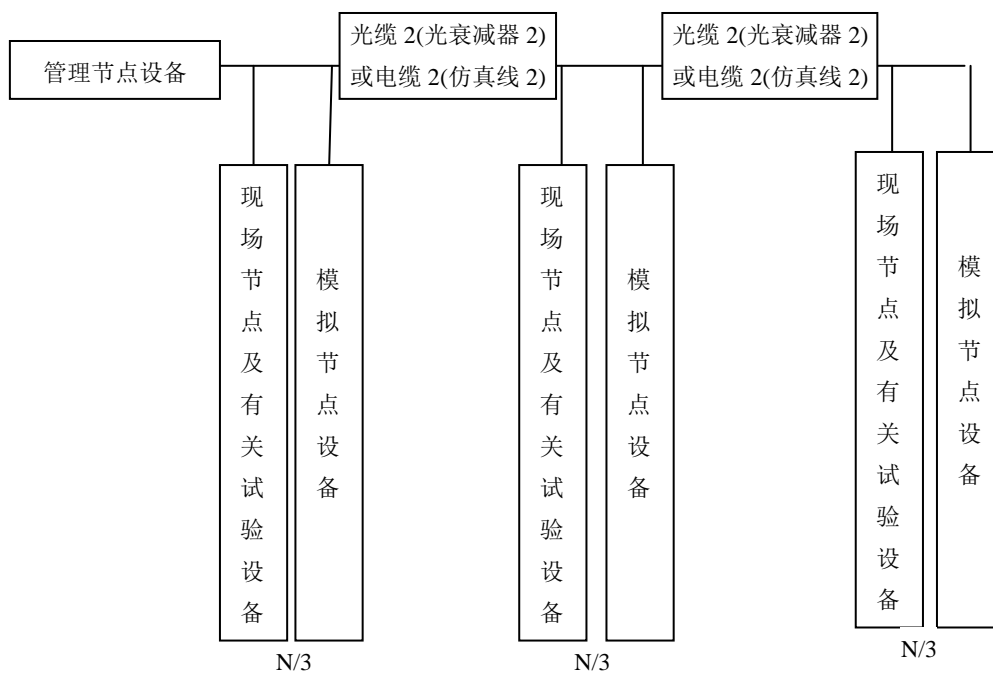 管理节点设备
光缆 2(光衰减器 2)
或电缆 2(仿真线 2)
光缆 2(光衰减器 2)
或电缆 2(仿真线 2)
现场节点及有关试验设备
模拟节点设备
N/3
现场节点及有关试验设备
模拟节点设备
N/3
现场节点及有关试验设备
模拟节点设备
N/3